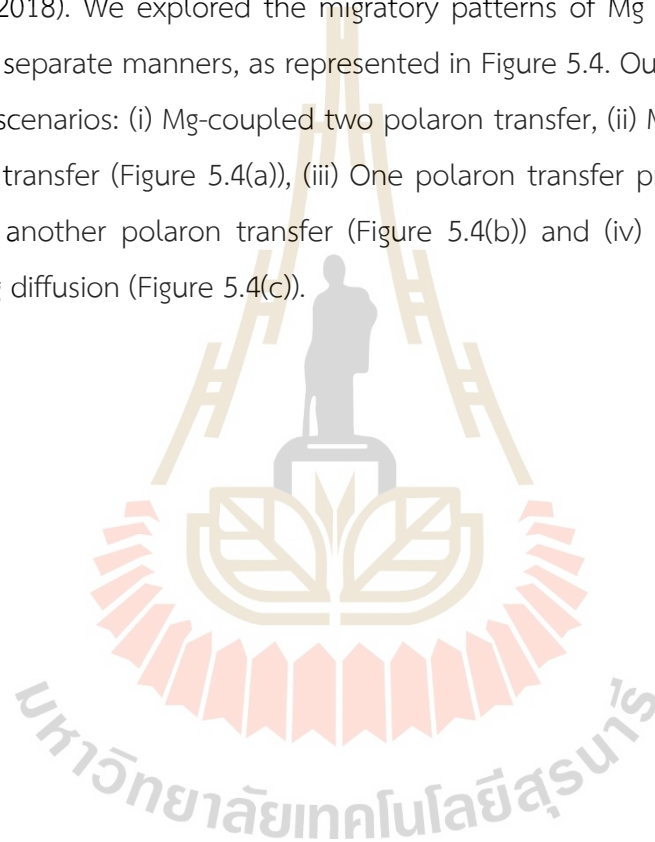 2018). We explored the migratory patterns of Mg
separate manners, as represented in Figure 5.4. Ou
scenarios: (i) Mg-coupled two polaron transfer, (ii) M
transfer (Figure 5.4(a)), (iii) One polaron transfer p
another polaron transfer (Figure 5.4(b)) and (iv)
diffusion (Figure 5.4(c)).
มหาวิทยาลัยเทคโนโลยีสุรนารี